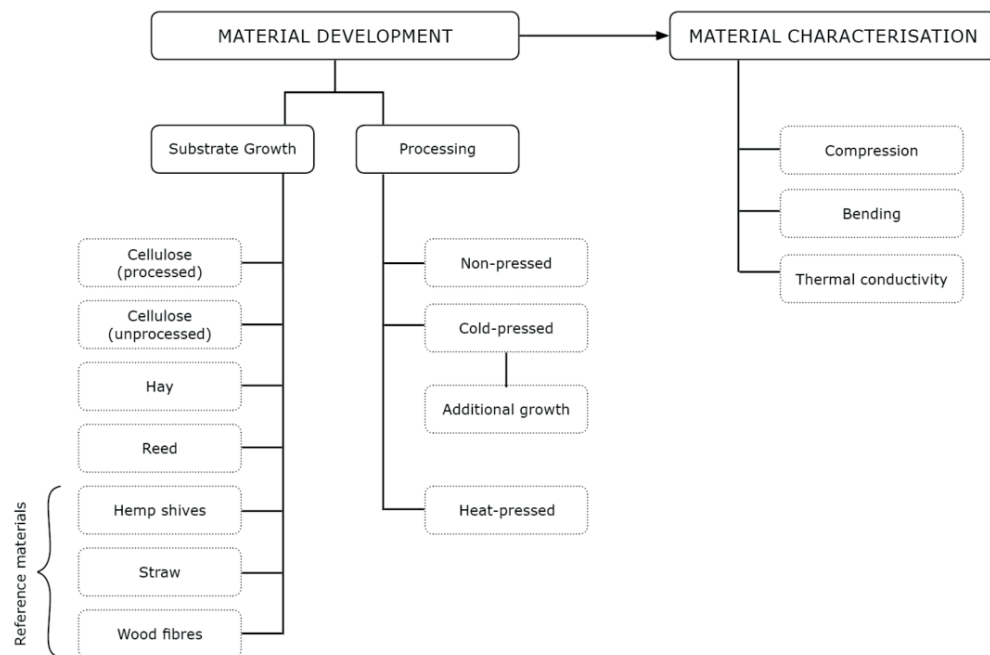 MATERIAL DEVELOPMENT
MATERIAL CHARACTERISATION
Substrate Growth
Processing
Cellulose
(processed)
Cellulose
(unprocessed)
Hay
Reed
Reference materials
Hemp shives
Straw
Wood fibres
Non-pressed
Cold-pressed
Additional growth
Heat-pressed
Compression
Bending
Thermal conductivity